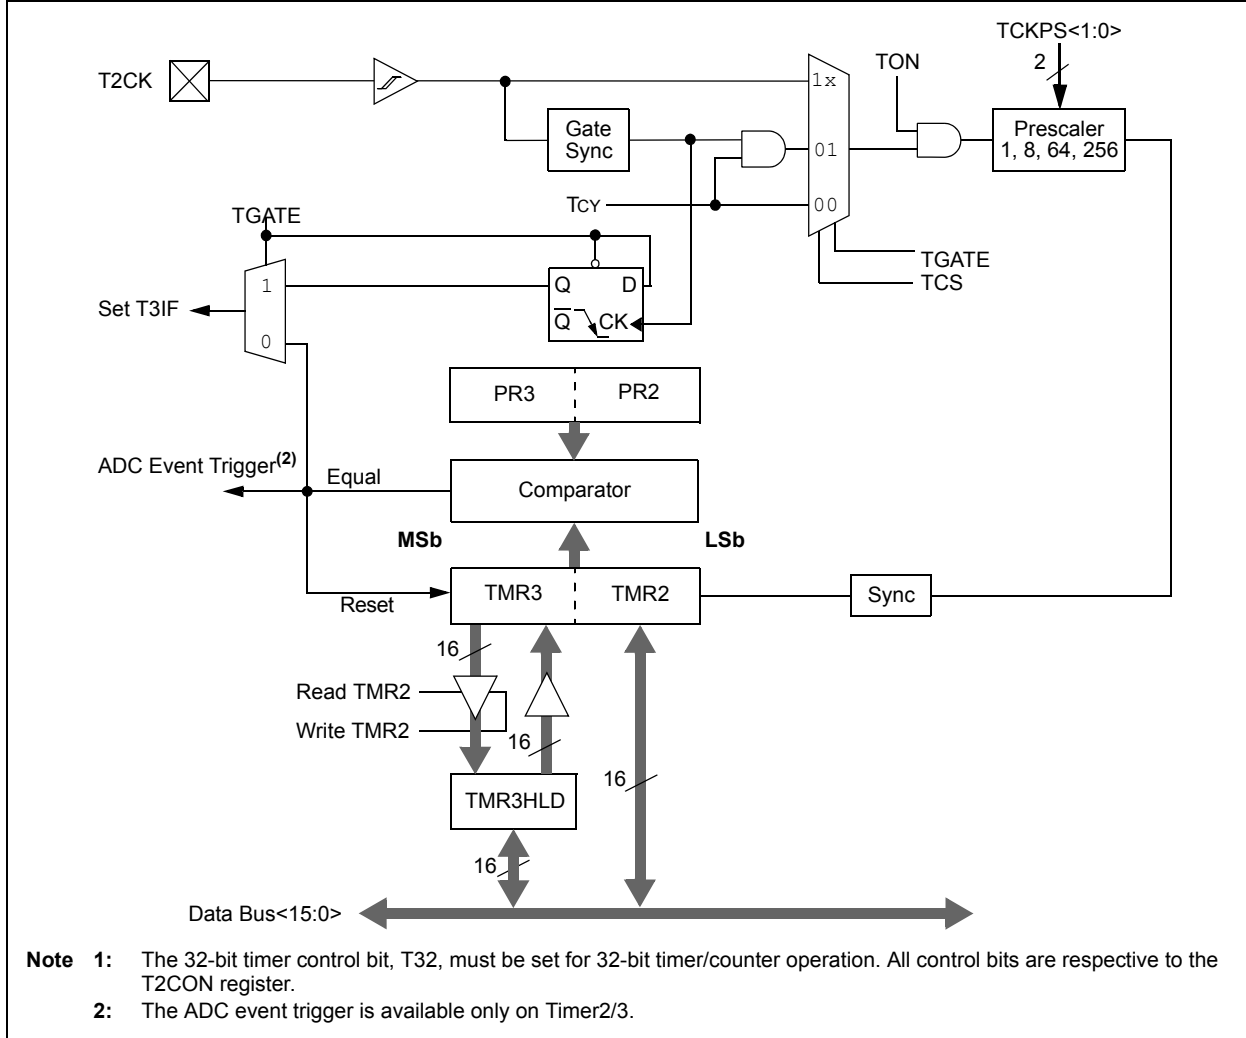 TCKPS<1:0>
2
TON
T2CK
1x
Gate
Sync
01
Prescaler
1, 8, 64, 256
TCY
00
TGATE
TGATE
TCS
1
Q
D
Set T3IF
Q
CK
0
PR3
PR2
ADC Event Trigger(2)
Equal
Comparator
MSb
LSb
TMR3
TMR2
Sync
Reset
16
Read TMR2
Write TMR2
16
16
TMR3HLD
16
Data Bus<15:0>
Note 1: The 32-bit timer control bit, T32, must be set for 32-bit timer/counter operation. All control bits are respective to the
T2CON register.
2: The ADC event trigger is available only on Timer2/3.